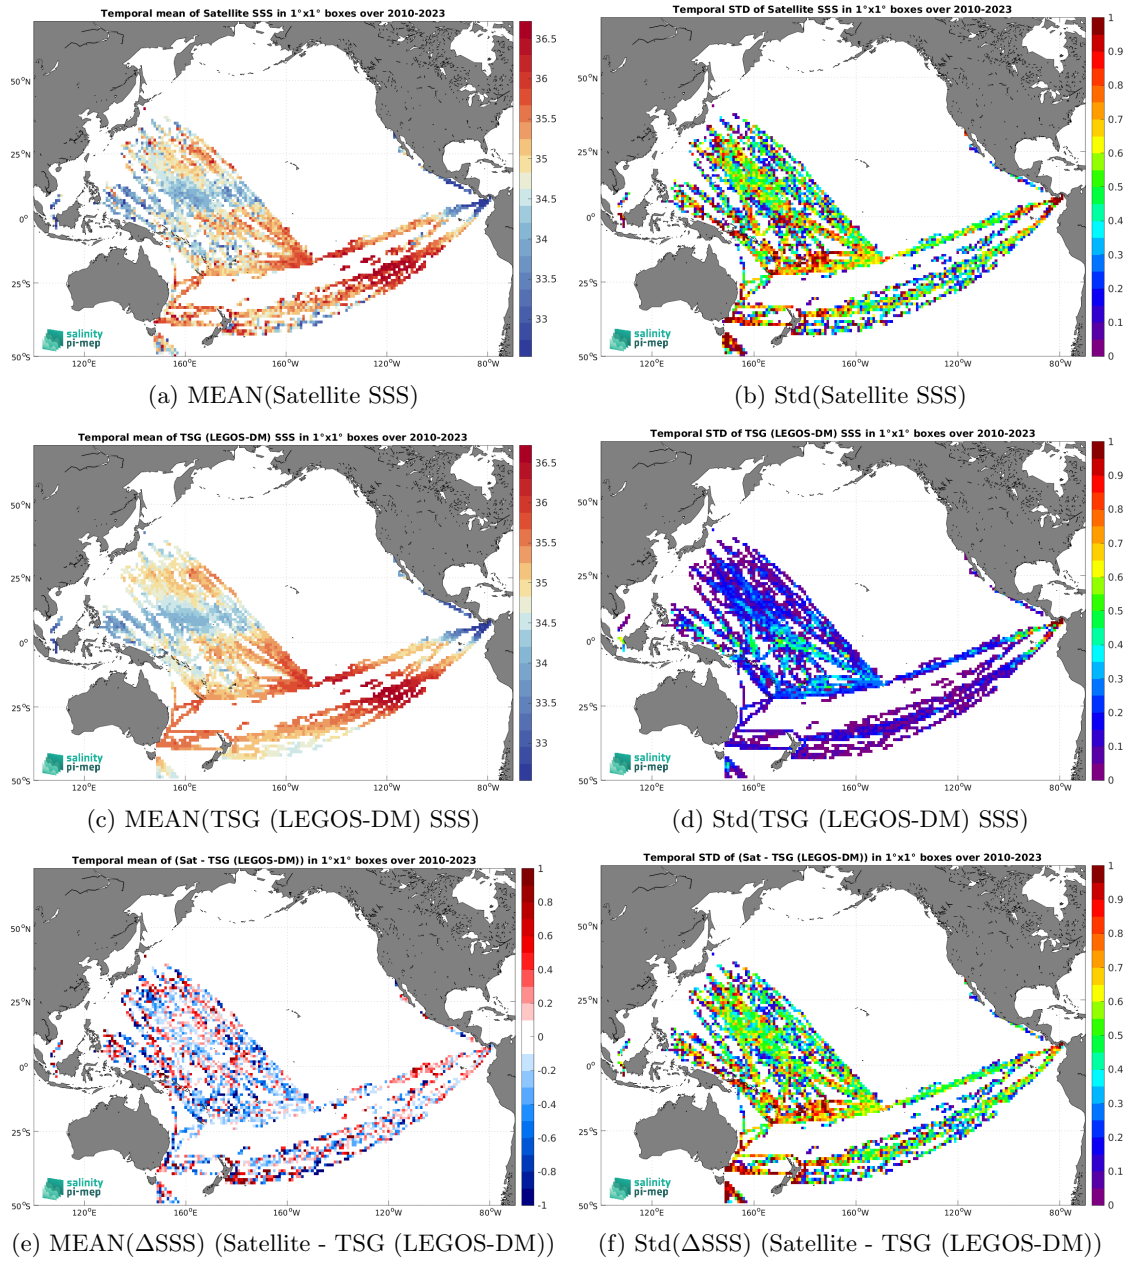 Temporal mean of Satellite SSS in 1°x1° boxes over 2010-2023
50°N
25°N
0°
25°S
50°S
120°E
160°E
160°W
120°W
80°W
36.5
36
35.5
35
34.5
34
33.5
33
salinity
pi-mep
(a) MEAN(Satellite SSS)
Temporal STD of Satellite SSS in 1°x1° boxes over 2010-2023
50°N
25°N
0°
25°S
50°S
120°E
160°E
160°W
120°W
80°W
1
0.9
0.8
0.7
0.6
0.5
0.4
0.3
0.2
0.1
0
salinity
pi-mep
(b) Std(Satellite SSS)
Temporal mean of TSG (LEGOS-DM) SSS in 1°x1° boxes over 2010-2023
50°N
25°N
0°
25°S
50°S
120°E
160°E
160°W
120°W
80°W
36.5
36
35.5
35
34.5
34
33.5
33
salinity
pi-mep
(c) MEAN(TSG (LEGOS-DM) SSS)
Temporal STD of TSG (LEGOS-DM) SSS in 1°x1° boxes over 2010-2023
50°N
25°N
0°
25°S
50°S
120°E
160°E
160°W
120°W
80°W
1
0.9
0.8
0.7
0.6
0.5
0.4
0.3
0.2
0.1
0
salinity
pi-mep
(d) Std(TSG (LEGOS-DM) SSS)
Temporal mean of (Sat - TSG (LEGOS-DM)) in 1°x1° boxes over 2010-2023
50°N
25°N
0°
25°S
50°S
120°E
160°E
160°W
120°W
80°W
1
0.8
0.6
0.4
0.2
0
-0.2
-0.4
-0.6
-0.8
-1
salinity
pi-mep
(e) MEAN(ΔSSS) (Satellite - TSG (LEGOS-DM))
Temporal STD of (Sat - TSG (LEGOS-DM)) in 1°x1° boxes over 2010-2023
50°N
25°N
0°
25°S
50°S
120°E
160°E
160°W
120°W
80°W
1
0.9
0.8
0.7
0.6
0.5
0.4
0.3
0.2
0.1
0
salinity
pi-mep
(f) Std(ΔSSS) (Satellite - TSG (LEGOS-DM))